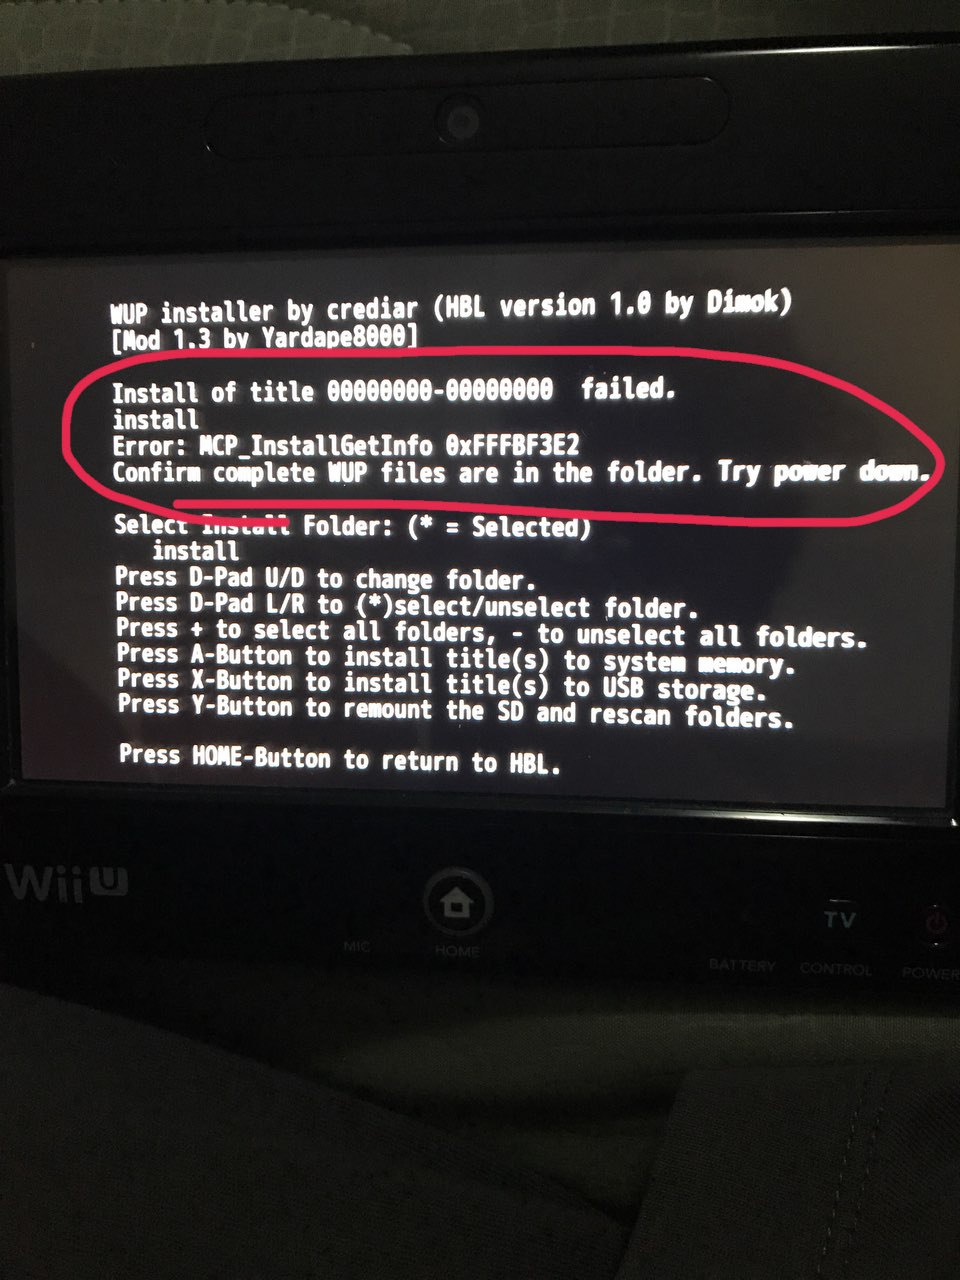 WUP installer by crediar (HBL version 1.0 by Dimok)
[Mod 1.3 by Yardape8000]
Install of title 00000000-00000000 failed.
install
Error: MCP_InstallGetInfo 0xFFFBF3E2
Confirm complete WUP files are in the folder. Try power down.
Select Install Folder: (* = Selected)
install
Press D-Pad U/D to change folder.
Press D-Pad L/R to (*)select/unselect folder.
Press + to select all folders, - to unselect all folders.
Press A-Button to install title(s) to system memory.
Press X-Button to install title(s) to USB storage.
Press Y-Button to remount the SD and rescan folders.
Press HOME-Button to return to HBL.
Wii U
TV
MIC HOME BATTERY CONTROL POWER